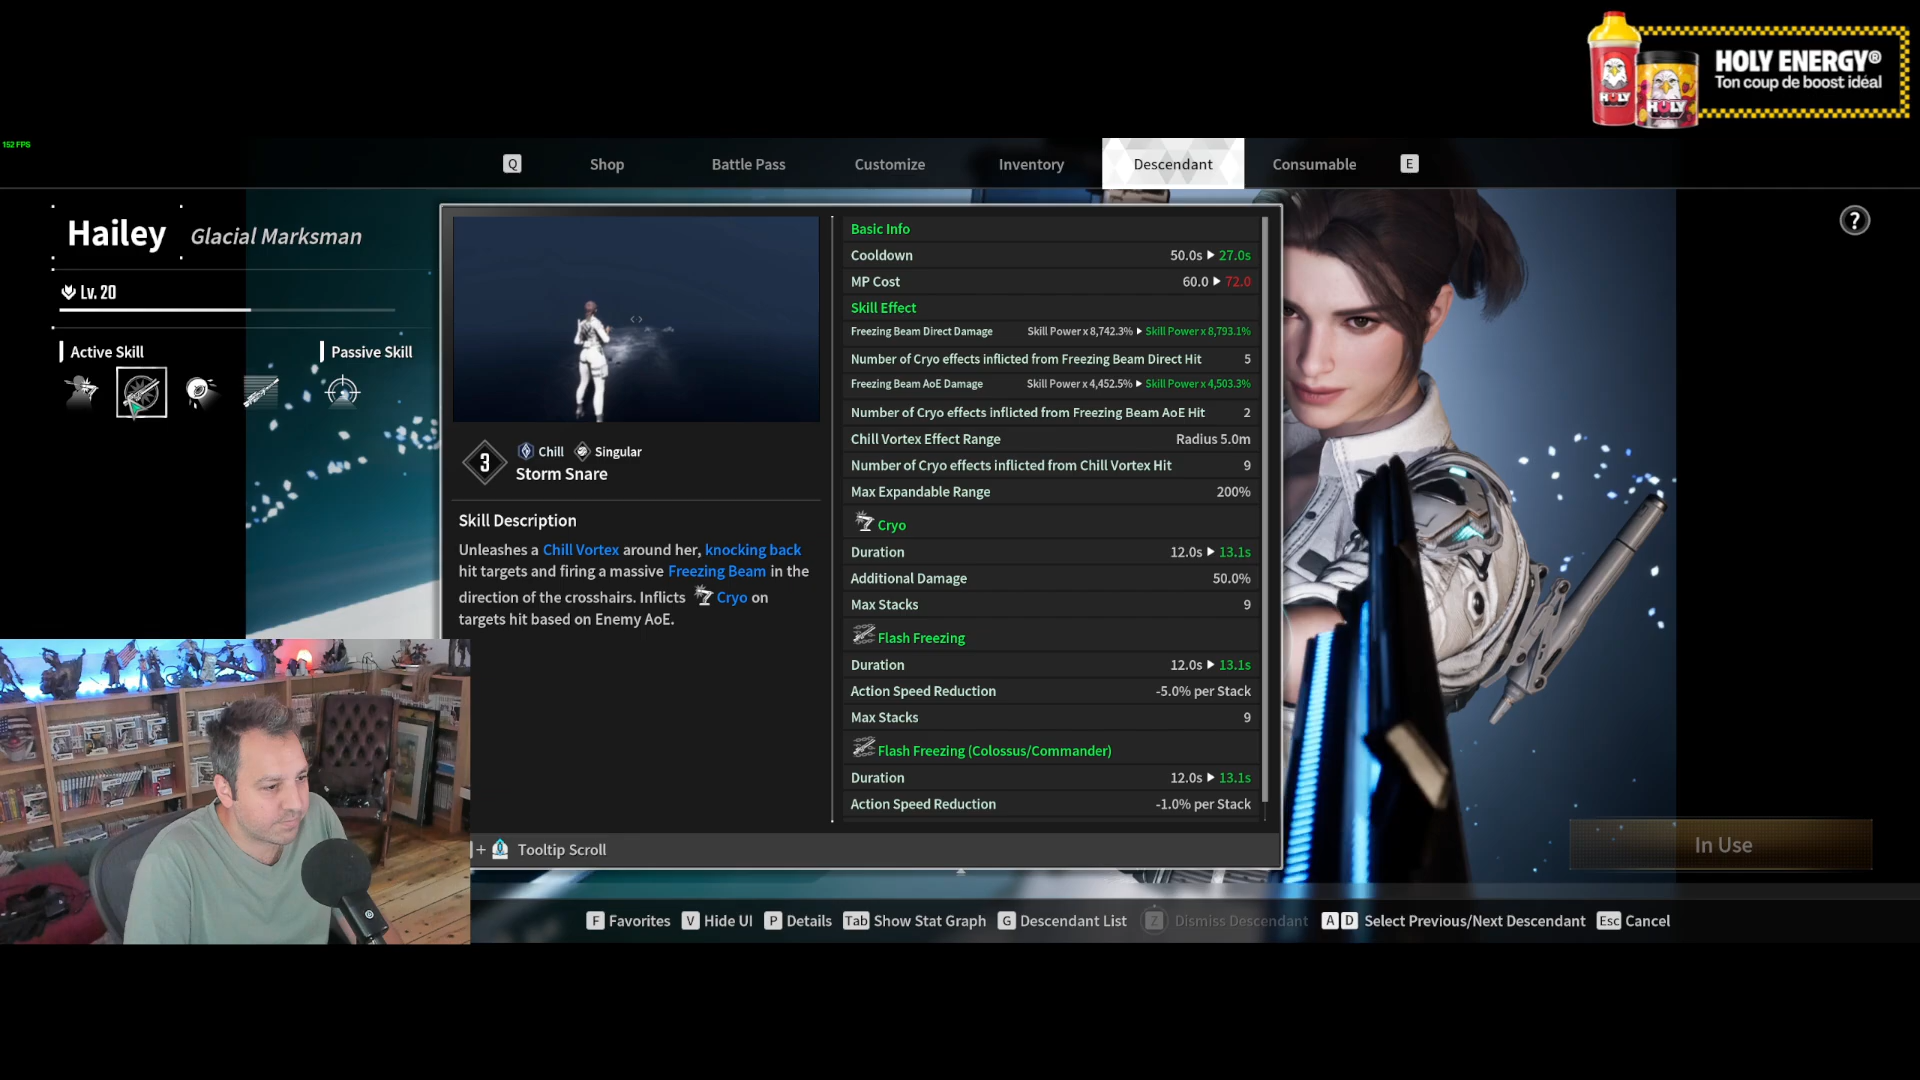 HOLY ENERGY®
Ton coup de boost idéal
HOLY
HOLY
152 FPS
Q
Shop
Battle Pass
Customize
Inventory
Descendant
Consumable
E
Hailey
Glacial Marksman
?
Lv. 20
Active Skill
Passive Skill
3
Chill
Singular
Storm Snare
Skill Description
Unleashes a Chill Vortex around her, knocking back
hit targets and firing a massive Freezing Beam in the
direction of the crosshairs. Inflicts Cryo on
targets hit based on Enemy AoE.
Basic Info
Cooldown 50.0s ▶ 27.0s
MP Cost 60.0 ▶ 72.0
Skill Effect
Freezing Beam Direct Damage Skill Power x 8,742.3% ▶ Skill Power x 8,793.1%
Number of Cryo effects inflicted from Freezing Beam Direct Hit 5
Freezing Beam AoE Damage Skill Power x 4,452.5% ▶ Skill Power x 4,503.3%
Number of Cryo effects inflicted from Freezing Beam AoE Hit 2
Chill Vortex Effect Range Radius 5.0m
Number of Cryo effects inflicted from Chill Vortex Hit 9
Max Expandable Range 200%
Cryo
Duration 12.0s ▶ 13.1s
Additional Damage 50.0%
Max Stacks 9
Flash Freezing
Duration 12.0s ▶ 13.1s
Action Speed Reduction -5.0% per Stack
Max Stacks 9
Flash Freezing (Colossus/Commander)
Duration 12.0s ▶ 13.1s
Action Speed Reduction -1.0% per Stack
+ Tooltip Scroll
In Use
F Favorites V Hide UI P Details Tab Show Stat Graph G Descendant List Z Dismiss Descendant A D Select Previous/Next Descendant Esc Cancel